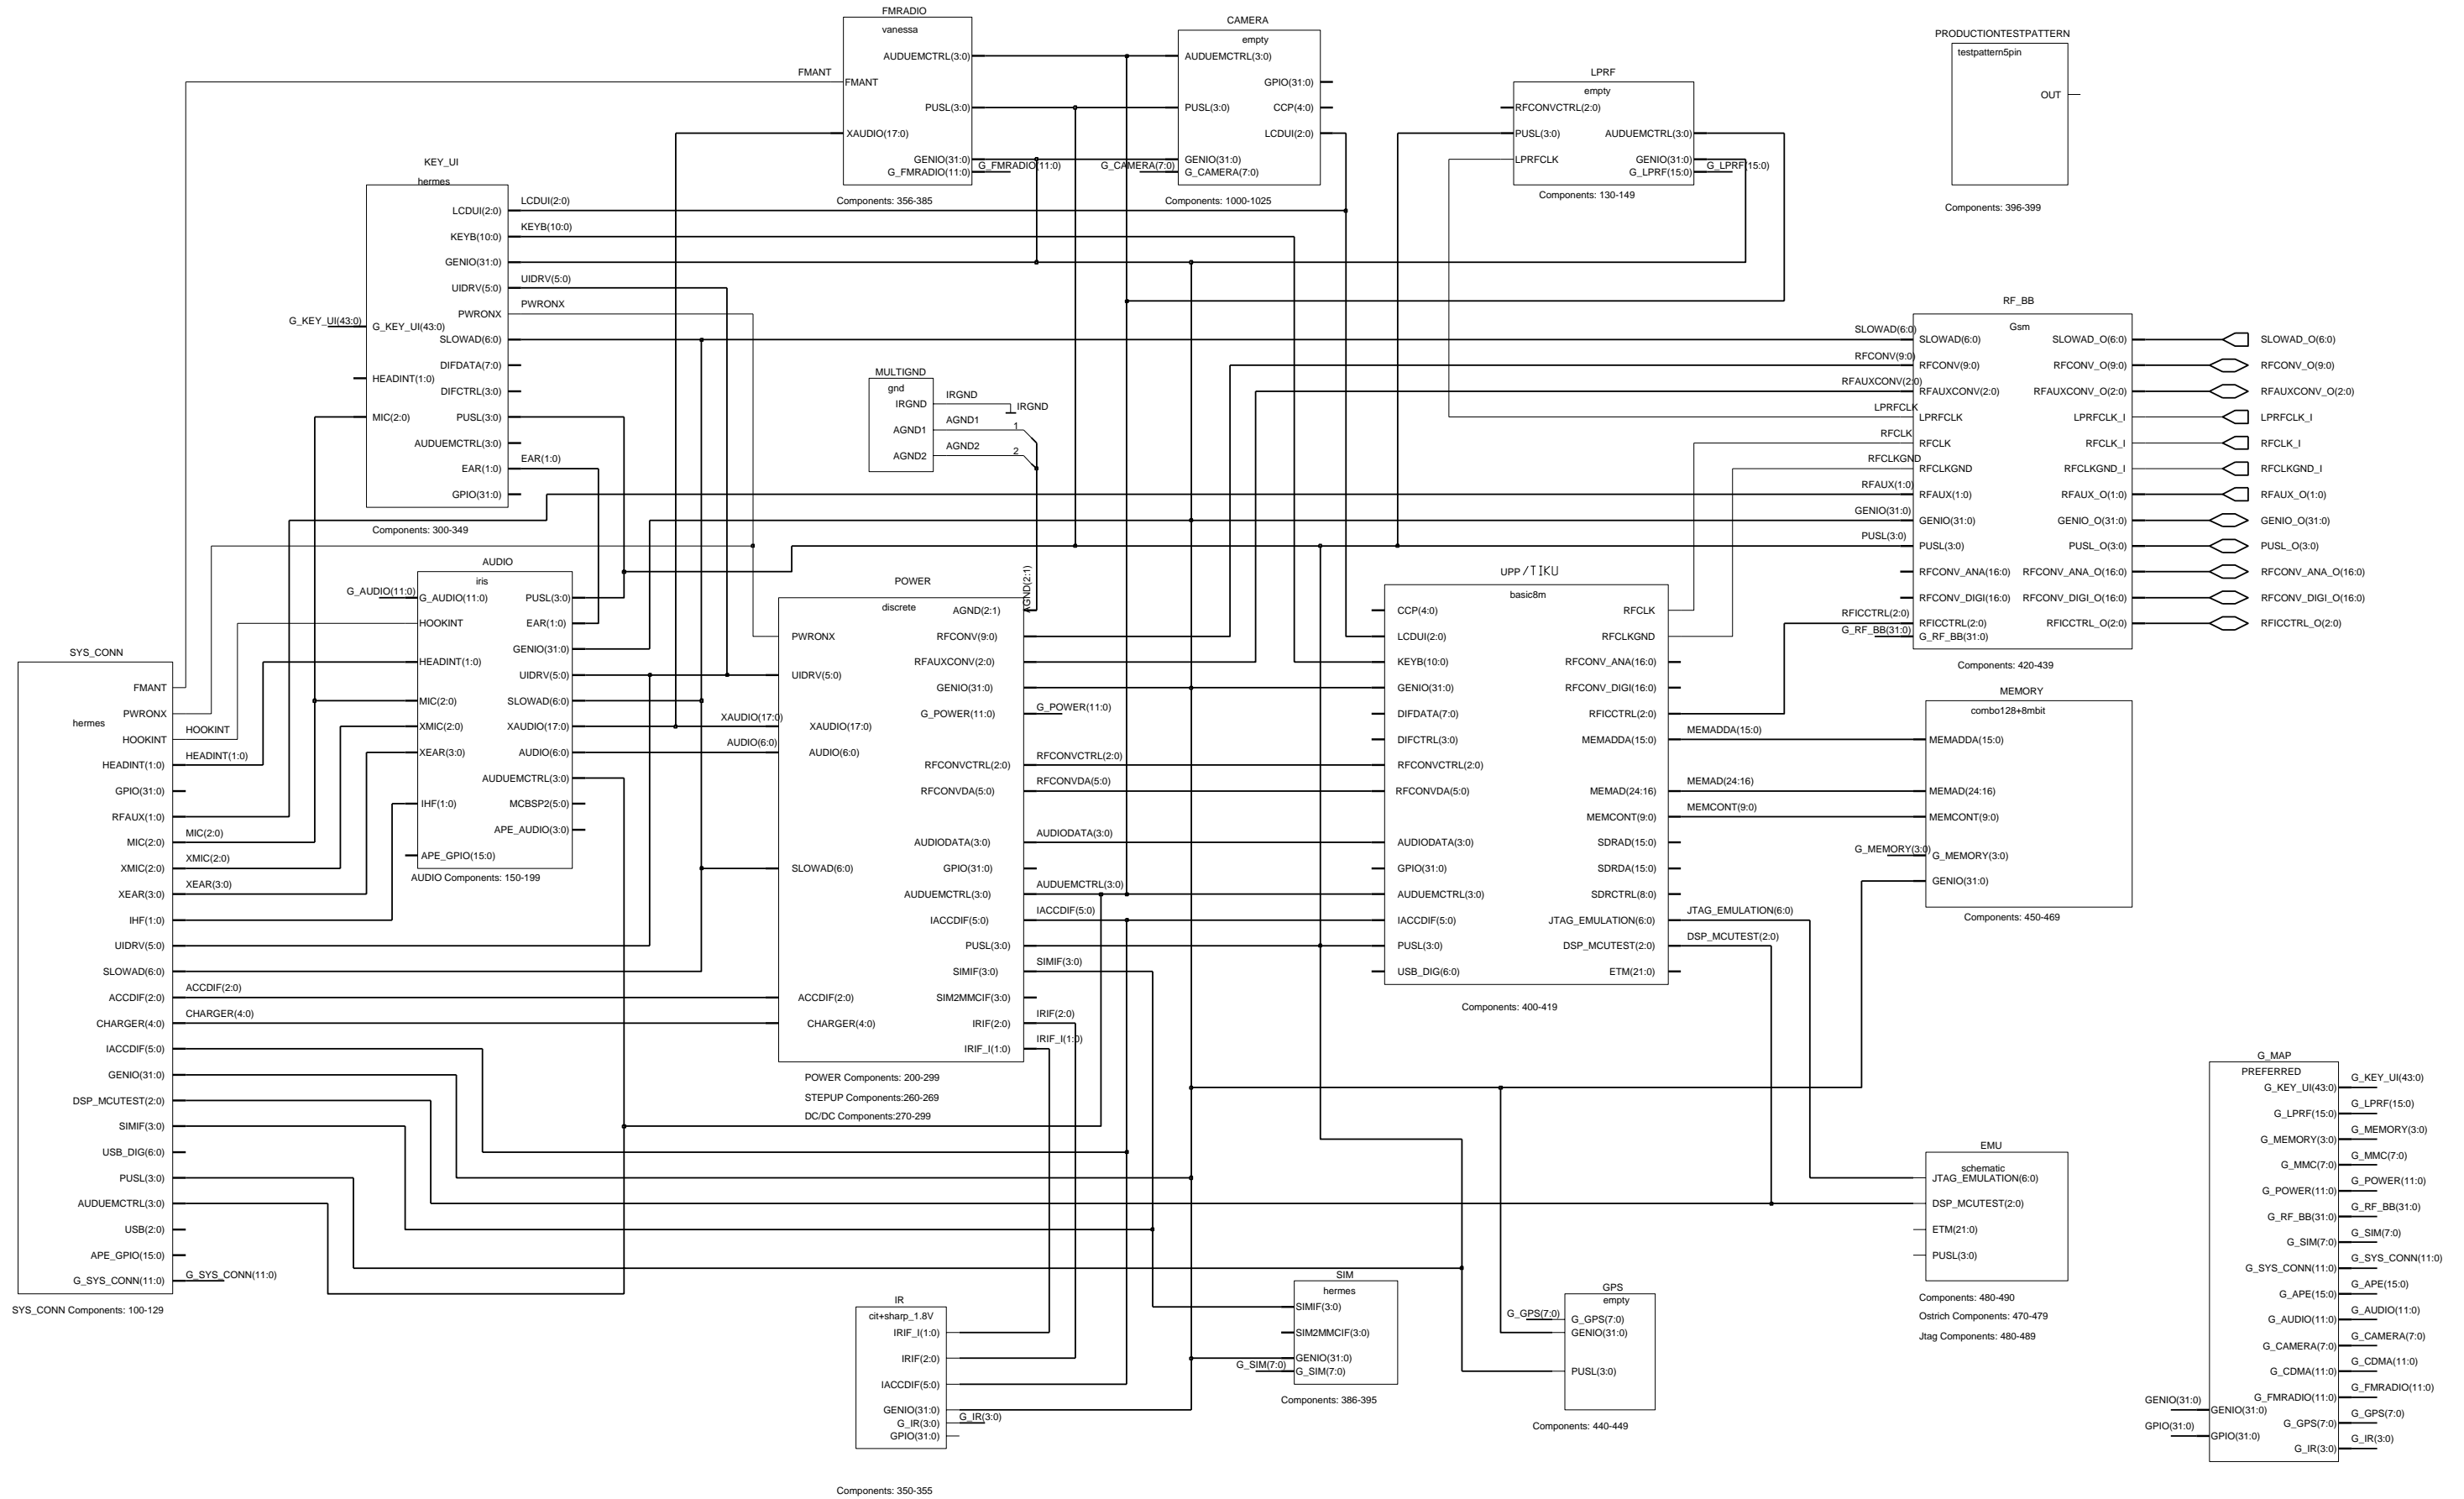 FMRADIO
vanessa
AUDUEMCTRL(3:0)
FMANT
FMANT
PUSL(3:0)
XAUDIO(17:0)
GENIO(31:0)
G_FMRADIO(11:0)
G_FMRADIO(11:0)
Components: 356-385
CAMERA
empty
AUDUEMCTRL(3:0)
GPIO(31:0)
PUSL(3:0)
CCP(4:0)
LCDUI(2:0)
GENIO(31:0)
G_CAMERA(7:0)
G_CAMERA(7:0)
Components: 1000-1025
LPRF
empty
RFCONVCTRL(2:0)
PUSL(3:0)
AUDUEMCTRL(3:0)
LPRFCLK
GENIO(31:0)
G_LPRF(15:0)
G_LPRF(15:0)
Components: 130-149
PRODUCTIONTESTPATTERN
testpattern5pin
OUT
Components: 396-399
KEY_UI
hermes
LCDUI(2:0)
LCDUI(2:0)
KEYB(10:0)
KEYB(10:0)
GENIO(31:0)
UIDRV(5:0)
UIDRV(5:0)
PWRONX
PWRONX
G_KEY_UI(43:0)
G_KEY_UI(43:0)
SLOWAD(6:0)
DIFDATA(7:0)
HEADINT(1:0)
DIFCTRL(3:0)
MIC(2:0)
PUSL(3:0)
AUDUEMCTRL(3:0)
EAR(1:0)
EAR(1:0)
GPIO(31:0)
Components: 300-349
MULTIGND
gnd
IRGND
IRGND
IRGND
AGND1
AGND1
1
AGND2
AGND2
2
RF_BB
Gsm
SLOWAD(6:0)
SLOWAD(6:0)
SLOWAD_O(6:0)
SLOWAD_O(6:0)
RFCONV(9:0)
RFCONV(9:0)
RFCONV_O(9:0)
RFCONV_O(9:0)
RFAUXCONV(2:0)
RFAUXCONV(2:0)
RFAUXCONV_O(2:0)
RFAUXCONV_O(2:0)
LPRFCLK
LPRFCLK
LPRFCLK_I
LPRFCLK_I
RFCLK
RFCLK
RFCLK_I
RFCLK_I
RFCLKGND
RFCLKGND
RFCLKGND_I
RFCLKGND_I
RFAUX(1:0)
RFAUX(1:0)
RFAUX_O(1:0)
RFAUX_O(1:0)
GENIO(31:0)
GENIO(31:0)
GENIO_O(31:0)
GENIO_O(31:0)
PUSL(3:0)
PUSL(3:0)
PUSL_O(3:0)
PUSL_O(3:0)
RFCONV_ANA(16:0)
RFCONV_ANA_O(16:0)
RFCONV_ANA_O(16:0)
RFCONV_DIGI(16:0)
RFCONV_DIGI_O(16:0)
RFCONV_DIGI_O(16:0)
RFICCTRL(2:0)
RFICCTRL(2:0)
RFICCTRL_O(2:0)
RFICCTRL_O(2:0)
G_RF_BB(31:0)
G_RF_BB(31:0)
Components: 420-439
AUDIO
iris
G_AUDIO(11:0)
G_AUDIO(11:0)
PUSL(3:0)
HOOKINT
EAR(1:0)
GENIO(31:0)
HEADINT(1:0)
UIDRV(5:0)
MIC(2:0)
SLOWAD(6:0)
XMIC(2:0)
XAUDIO(17:0)
XEAR(3:0)
AUDIO(6:0)
AUDUEMCTRL(3:0)
IHF(1:0)
MCBSP2(5:0)
APE_AUDIO(3:0)
APE_GPIO(15:0)
AUDIO Components: 150-199
POWER
discrete
AGND(2:1)
AGND(2:1)
PWRONX
RFCONV(9:0)
RFAUXCONV(2:0)
UIDRV(5:0)
GENIO(31:0)
G_POWER(11:0)
G_POWER(11:0)
XAUDIO(17:0)
XAUDIO(17:0)
AUDIO(6:0)
AUDIO(6:0)
RFCONVCTRL(2:0)
RFCONVCTRL(2:0)
RFCONVDA(5:0)
RFCONVDA(5:0)
AUDIODATA(3:0)
AUDIODATA(3:0)
SLOWAD(6:0)
GPIO(31:0)
AUDUEMCTRL(3:0)
AUDUEMCTRL(3:0)
IACCDIF(5:0)
IACCDIF(5:0)
PUSL(3:0)
SIMIF(3:0)
SIMIF(3:0)
ACCDIF(2:0)
SIM2MMCIF(3:0)
CHARGER(4:0)
IRIF(2:0)
IRIF(2:0)
IRIF_I(1:0)
IRIF_I(1:0)
POWER Components: 200-299
STEPUP Components:260-269
DC/DC Components:270-299
UPP /TIKU
basic8m
CCP(4:0)
RFCLK
LCDUI(2:0)
RFCLKGND
KEYB(10:0)
RFCONV_ANA(16:0)
GENIO(31:0)
RFCONV_DIGI(16:0)
DIFDATA(7:0)
RFICCTRL(2:0)
DIFCTRL(3:0)
MEMADDA(15:0)
MEMADDA(15:0)
RFCONVCTRL(2:0)
RFCONVDA(5:0)
MEMAD(24:16)
MEMAD(24:16)
MEMCONT(9:0)
MEMCONT(9:0)
AUDIODATA(3:0)
SDRAD(15:0)
GPIO(31:0)
SDRDA(15:0)
AUDUEMCTRL(3:0)
SDRCTRL(8:0)
IACCDIF(5:0)
JTAG_EMULATION(6:0)
JTAG_EMULATION(6:0)
PUSL(3:0)
DSP_MCUTEST(2:0)
DSP_MCUTEST(2:0)
USB_DIG(6:0)
ETM(21:0)
Components: 400-419
MEMORY
combo128+8mbit
MEMADDA(15:0)
MEMAD(24:16)
MEMCONT(9:0)
G_MEMORY(3:0)
G_MEMORY(3:0)
GENIO(31:0)
Components: 450-469
SYS_CONN
hermes
FMANT
PWRONX
HOOKINT
HOOKINT
HEADINT(1:0)
HEADINT(1:0)
GPIO(31:0)
RFAUX(1:0)
MIC(2:0)
MIC(2:0)
XMIC(2:0)
XMIC(2:0)
XEAR(3:0)
XEAR(3:0)
IHF(1:0)
UIDRV(5:0)
SLOWAD(6:0)
ACCDIF(2:0)
ACCDIF(2:0)
CHARGER(4:0)
CHARGER(4:0)
IACCDIF(5:0)
GENIO(31:0)
DSP_MCUTEST(2:0)
SIMIF(3:0)
USB_DIG(6:0)
PUSL(3:0)
AUDUEMCTRL(3:0)
USB(2:0)
APE_GPIO(15:0)
G_SYS_CONN(11:0)
G_SYS_CONN(11:0)
SYS_CONN Components: 100-129
IR
cit+sharp_1.8V
IRIF_I(1:0)
IRIF(2:0)
IACCDIF(5:0)
GENIO(31:0)
G_IR(3:0)
G_IR(3:0)
GPIO(31:0)
Components: 350-355
SIM
hermes
SIMIF(3:0)
SIM2MMCIF(3:0)
GENIO(31:0)
G_SIM(7:0)
G_SIM(7:0)
Components: 386-395
GPS
empty
G_GPS(7:0)
G_GPS(7:0)
GENIO(31:0)
PUSL(3:0)
Components: 440-449
EMU
schematic
JTAG_EMULATION(6:0)
DSP_MCUTEST(2:0)
ETM(21:0)
PUSL(3:0)
Components: 480-490
Ostrich Components: 470-479
Jtag Components: 480-489
G_MAP
PREFERRED
G_KEY_UI(43:0)
G_KEY_UI(43:0)
G_LPRF(15:0)
G_LPRF(15:0)
G_MEMORY(3:0)
G_MEMORY(3:0)
G_MMC(7:0)
G_MMC(7:0)
G_POWER(11:0)
G_POWER(11:0)
G_RF_BB(31:0)
G_RF_BB(31:0)
G_SIM(7:0)
G_SIM(7:0)
G_SYS_CONN(11:0)
G_SYS_CONN(11:0)
G_APE(15:0)
G_APE(15:0)
G_AUDIO(11:0)
G_AUDIO(11:0)
G_CAMERA(7:0)
G_CAMERA(7:0)
G_CDMA(11:0)
G_CDMA(11:0)
G_FMRADIO(11:0)
G_FMRADIO(11:0)
GENIO(31:0)
GENIO(31:0)
G_GPS(7:0)
G_GPS(7:0)
GPIO(31:0)
GPIO(31:0)
G_IR(3:0)
G_IR(3:0)